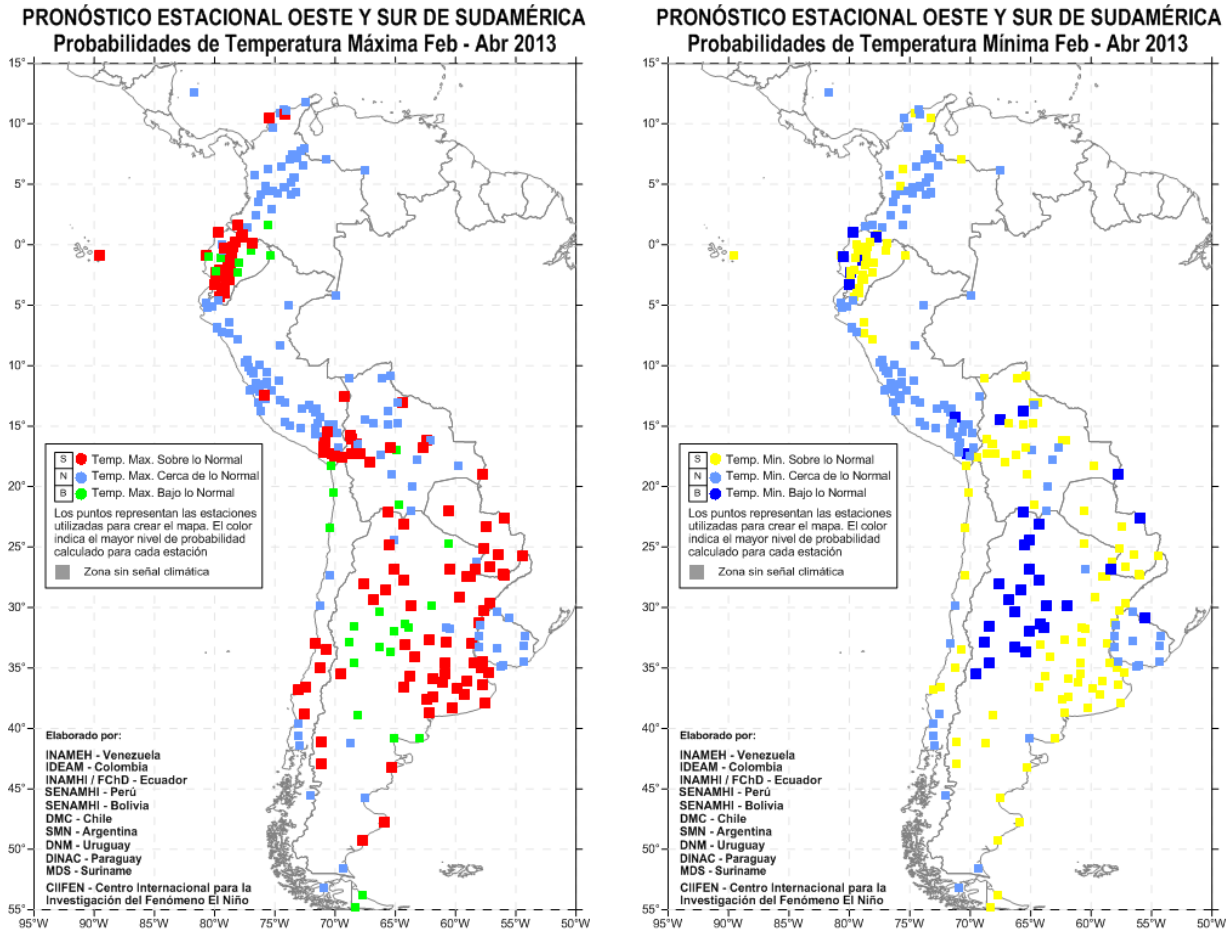 PRONÓSTICO ESTACIONAL OESTE Y SUR DE SUDAMÉRICA
Probabilidades de Temperatura Máxima Feb - Abr 2013
15°
10°
5°
0°
5°
10°
15°
20°
25°
30°
35°
40°
45°
50°
55°
95°W 90°W 85°W 80°W 75°W 70°W 65°W 60°W 55°W 50°W
S Temp. Max. Sobre lo Normal
N Temp. Max. Cerca de lo Normal
B Temp. Max. Bajo lo Normal
Los puntos representan las estaciones
utilizadas para crear el mapa. El color
indica el mayor nivel de probabilidad
calculado para cada estación
Zona sin señal climática
Elaborado por:
INAMEH - Venezuela
IDEAM - Colombia
INAMHI / FChD - Ecuador
SENAMHI - Perú
SENAMHI - Bolivia
DMC - Chile
SMN - Argentina
DNM - Uruguay
DINAC - Paraguay
MDS - Suriname
CIIFEN - Centro Internacional para la
Investigación del Fenómeno El Niño
PRONÓSTICO ESTACIONAL OESTE Y SUR DE SUDAMÉRICA
Probabilidades de Temperatura Mínima Feb - Abr 2013
15°
10°
5°
0°
5°
10°
15°
20°
25°
30°
35°
40°
45°
50°
55°
95°W 90°W 85°W 80°W 75°W 70°W 65°W 60°W 55°W 50°W
S Temp. Min. Sobre lo Normal
N Temp. Min. Cerca de lo Normal
B Temp. Min. Bajo lo Normal
Los puntos representan las estaciones
utilizadas para crear el mapa. El color
indica el mayor nivel de probabilidad
calculado para cada estación
Zona sin señal climática
Elaborado por:
INAMEH - Venezuela
IDEAM - Colombia
INAMHI / FChD - Ecuador
SENAMHI - Perú
SENAMHI - Bolivia
DMC - Chile
SMN - Argentina
DNM - Uruguay
DINAC - Paraguay
MDS - Suriname
CIIFEN - Centro Internacional para la
Investigación del Fenómeno El Niño